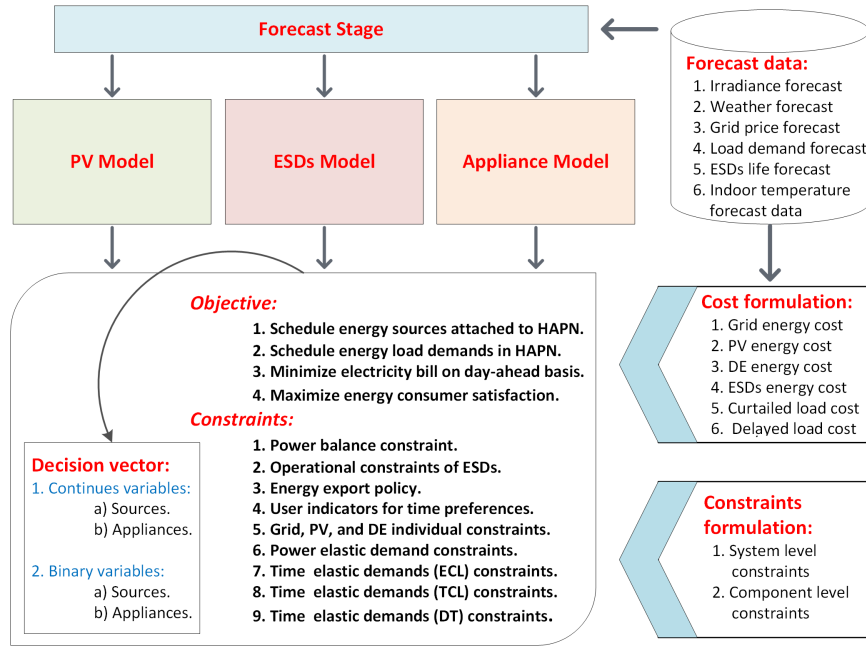 Forecast Stage
Forecast data:
1. Irradiance forecast
2. Weather forecast
3. Grid price forecast
4. Load demand forecast
5. ESDs life forecast
6. Indoor temperature
forecast data
PV Model
ESDs Model
Appliance Model
Objective:
1. Schedule energy sources attached to HAPN.
2. Schedule energy load demands in HAPN.
3. Minimize electricity bill on day-ahead basis.
4. Maximize energy consumer satisfaction.
Constraints:
1. Power balance constraint.
2. Operational constraints of ESDs.
3. Energy export policy.
4. User indicators for time preferences.
5. Grid, PV, and DE individual constraints.
6. Power elastic demand constraints.
7. Time elastic demands (ECL) constraints.
8. Time elastic demands (TCL) constraints.
9. Time elastic demands (DT) constraints.
Decision vector:
1. Continues variables:
a) Sources.
b) Appliances.
2. Binary variables:
a) Sources.
b) Appliances.
Cost formulation:
1. Grid energy cost
2. PV energy cost
3. DE energy cost
4. ESDs energy cost
5. Curtailed load cost
6. Delayed load cost
Constraints
formulation:
1. System level
constraints
2. Component level
constraints